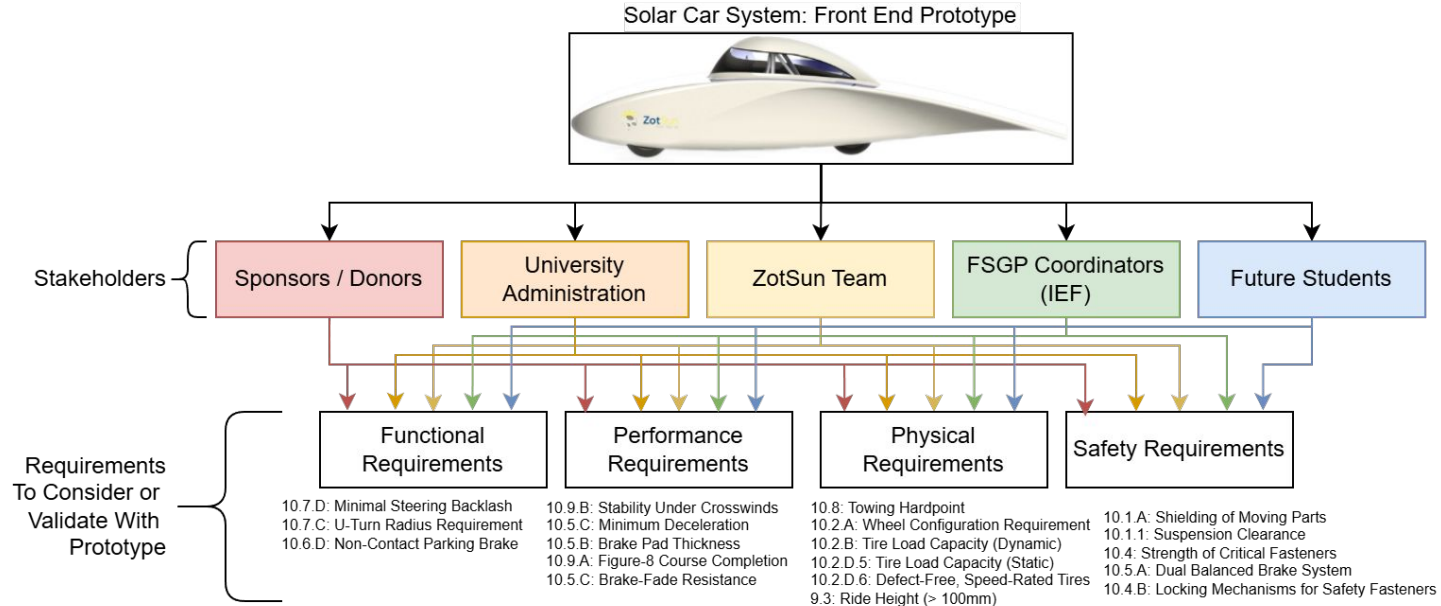 Solar Car System: Front End Prototype
Zot
Stakeholders
Sponsors / Donors
University
Administration
ZotSun Team
FSGP Coordinators
(IEF)
Future Students
Requirements
To Consider or
Validate With
Prototype
Functional
Requirements
10.7.D: Minimal Steering Backlash
10.7.C: U-Turn Radius Requirement
10.6.D: Non-Contact Parking Brake
Performance
Requirements
10.9.B: Stability Under Crosswinds
10.5.C: Minimum Deceleration
10.5.B: Brake Pad Thickness
10.9.A: Figure-8 Course Completion
10.5.C: Brake-Fade Resistance
Physical
Requirements
10.8: Towing Hardpoint
10.2.A: Wheel Configuration Requirement
10.2.B: Tire Load Capacity (Dynamic)
10.2.D.5: Tire Load Capacity (Static)
10.2.D.6: Defect-Free, Speed-Rated Tires
9.3: Ride Height (> 100mm)
Safety Requirements
10.1.A: Shielding of Moving Parts
10.1.1: Suspension Clearance
10.4: Strength of Critical Fasteners
10.5.A: Dual Balanced Brake System
10.4.B: Locking Mechanisms for Safety Fasteners